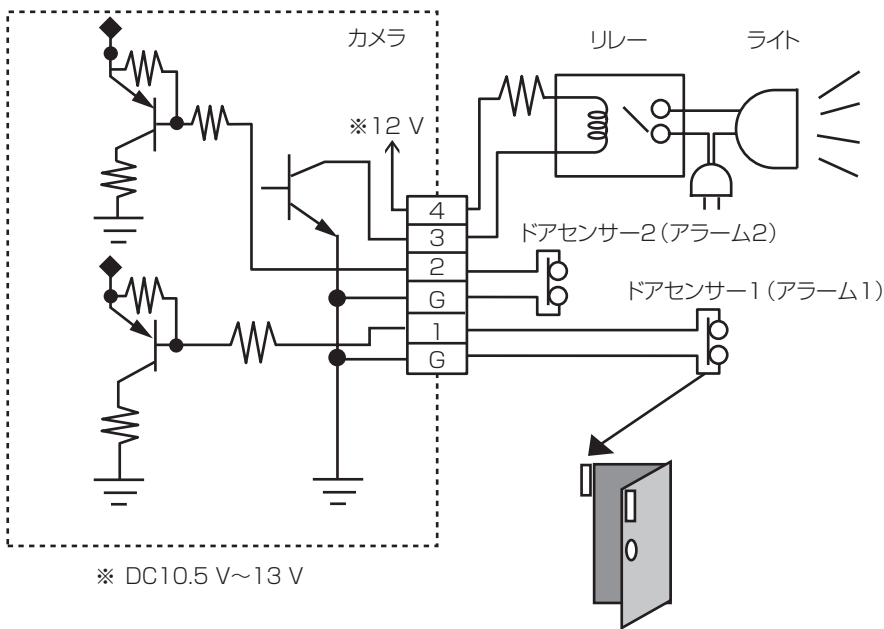 カメラ
リレー
ライト
※12 V
4
3
2
G
1
G
ドアセンサー2（アラーム2）
ドアセンサー1（アラーム1）
※ DC10.5 V～13 V